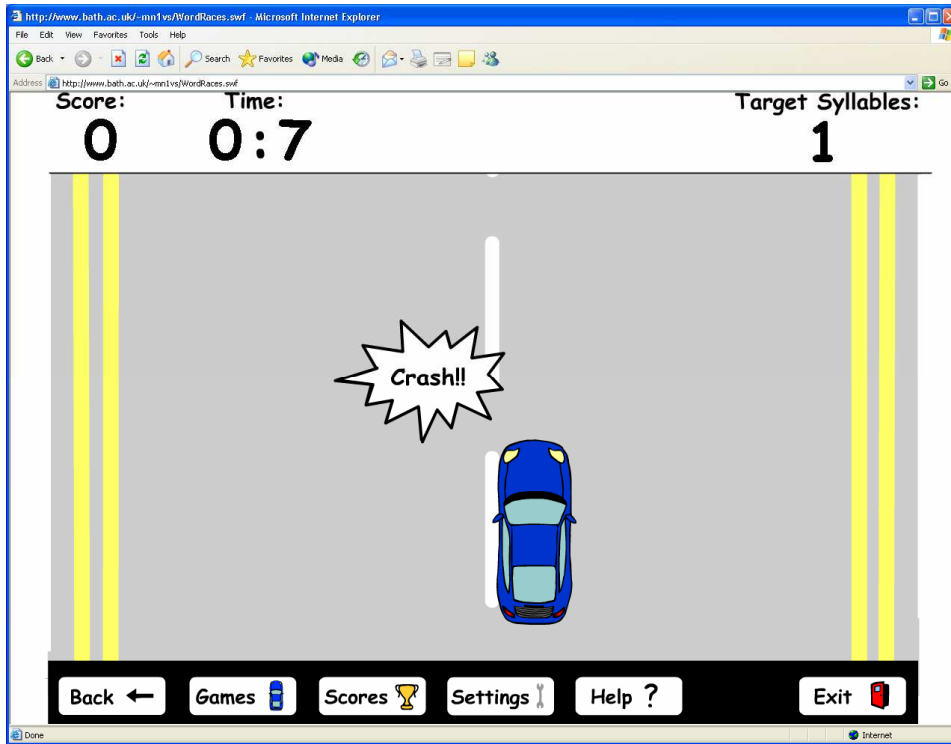 http://www.bath.ac.uk/~mn1vs/WordRaces.swf - Microsoft Internet Explorer
File Edit View Favorites Tools Help
Back Search Favorites Media
Address http://www.bath.ac.uk/~mn1vs/WordRaces.swf Go
Score: Time: Target Syllables:
0 0:7 1
Crash!!
Back Games Scores Settings Help ? Exit
Done Internet